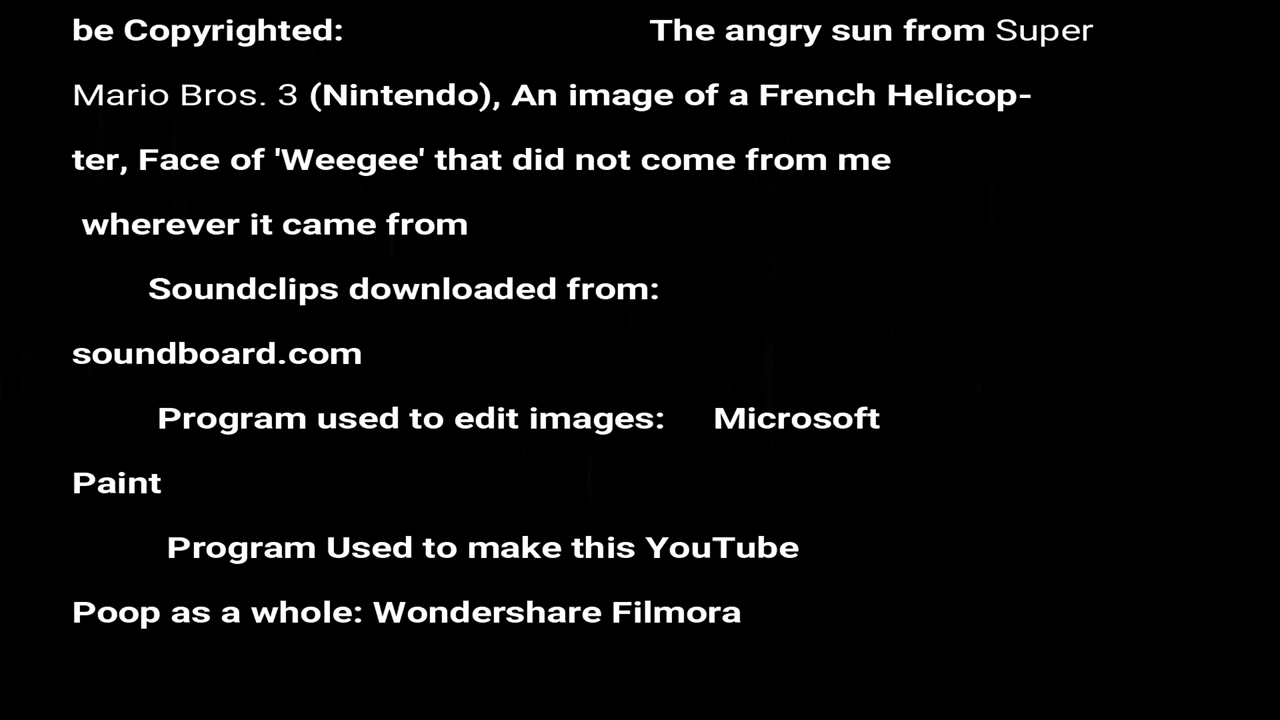 be Copyrighted: The angry sun from Super
Mario Bros. 3 (Nintendo), An image of a French Helicop-
ter, Face of 'Weegee' that did not come from me
wherever it came from
Soundclips downloaded from:
soundboard.com
Program used to edit images: Microsoft
Paint
Program Used to make this YouTube
Poop as a whole: Wondershare Filmora